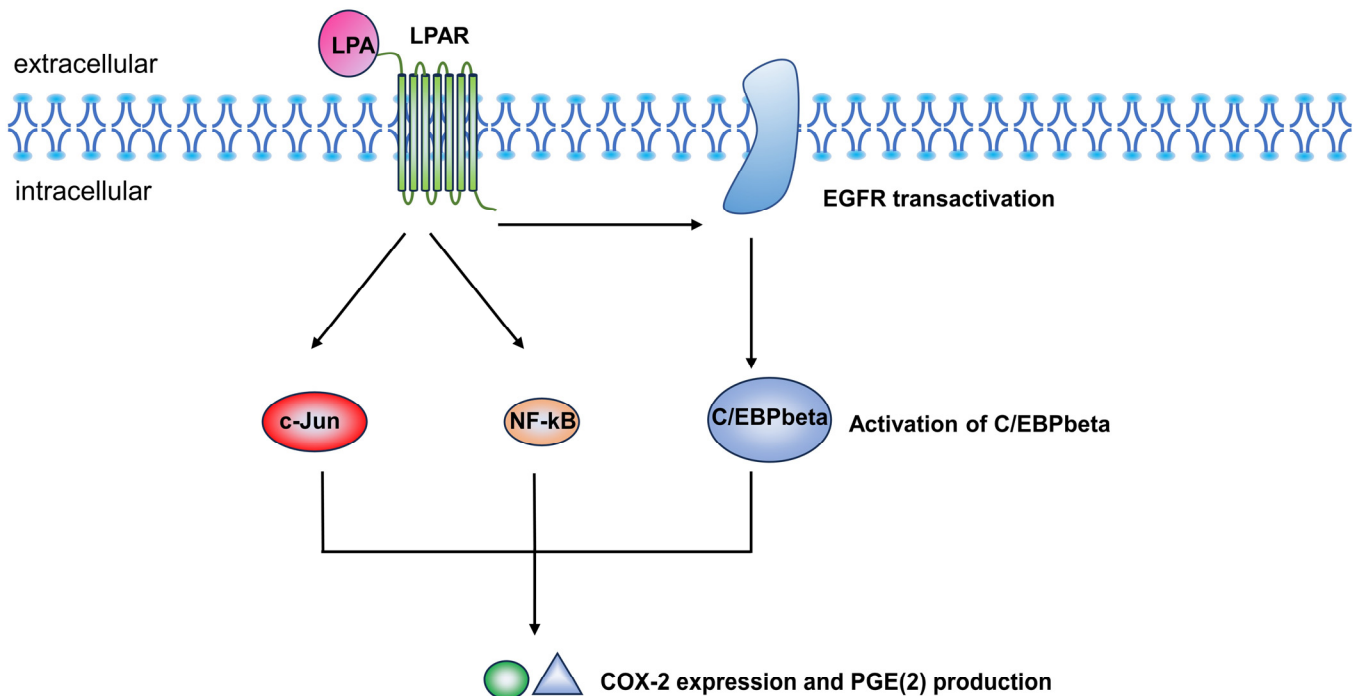 LPA
LPAR
extracellular
intracellular
EGFR transactivation
c-Jun
NF-kB
C/EBPbeta
Activation of C/EBPbeta
COX-2 expression and PGE(2) production